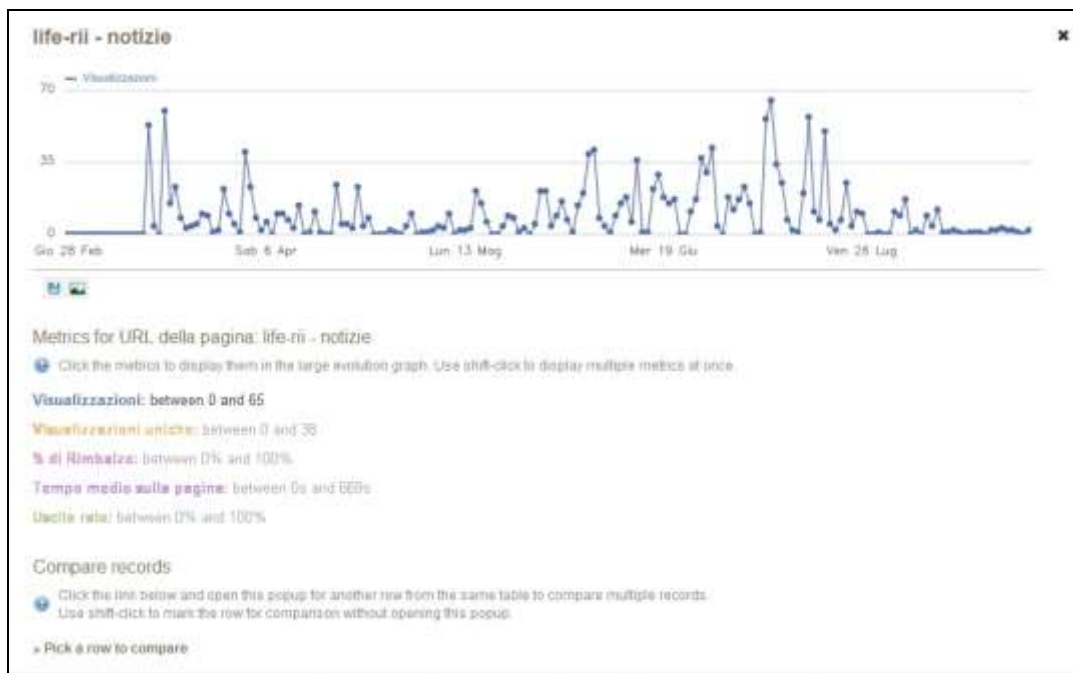 life-rii - notizie
Visualizzazioni
70
35
0
Gio 28 Feb
Sab 6 Apr
Lun 13 Mag
Mer 19 Giu
Ven 26 Lug
Metrics for URL della pagina: life-rii - notizie
Click the metrics to display them in the large evolution graph. Use shift-click to display multiple metrics at once.
Visualizzazioni: between 0 and 65
Visualizzazioni uniche: between 0 and 38
% di Rimbalza: between 0% and 100%
Tempo medio sulla pagina: between 0s and 669s
Uscite rate: between 0% and 100%
Compare records
Click the link below and open this popup for another row from the same table to compare multiple records.
Use shift-click to mark the row for comparison without opening this popup.
» Pick a row to compare